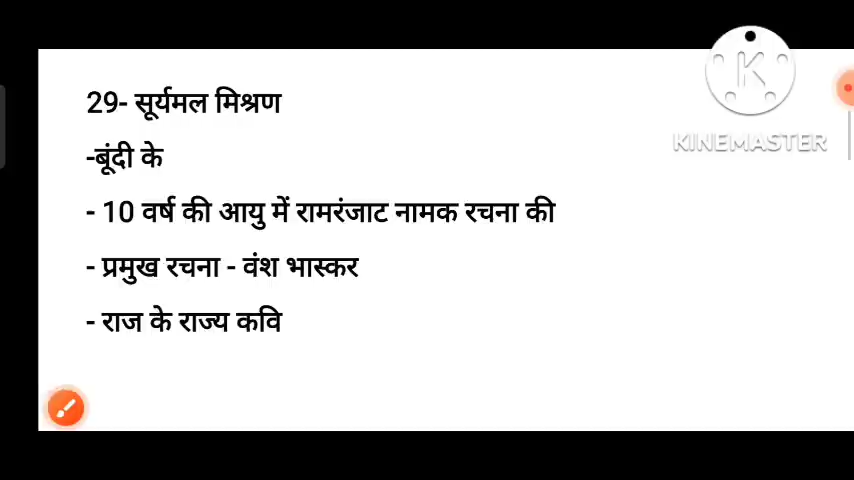 29- सूर्यमल मिश्रण
KINEMASTER
-बूंदी के
- 10 वर्ष की आयु में रामरंजाट नामक रचना की
- प्रमुख रचना - वंश भास्कर
- राज के राज्य कवि